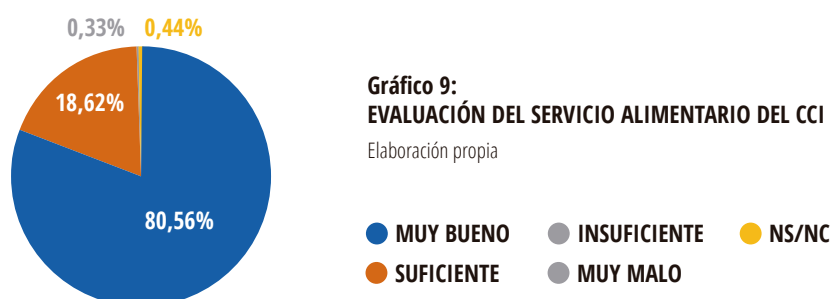 0,33% 0,44%
18,62%
80,56%
Gráfico 9:
EVALUACIÓN DEL SERVICIO ALIMENTARIO DEL CCI
Elaboración propia
MUY BUENO INSUFICIENTE NS/NC
SUFICIENTE MUY MALO